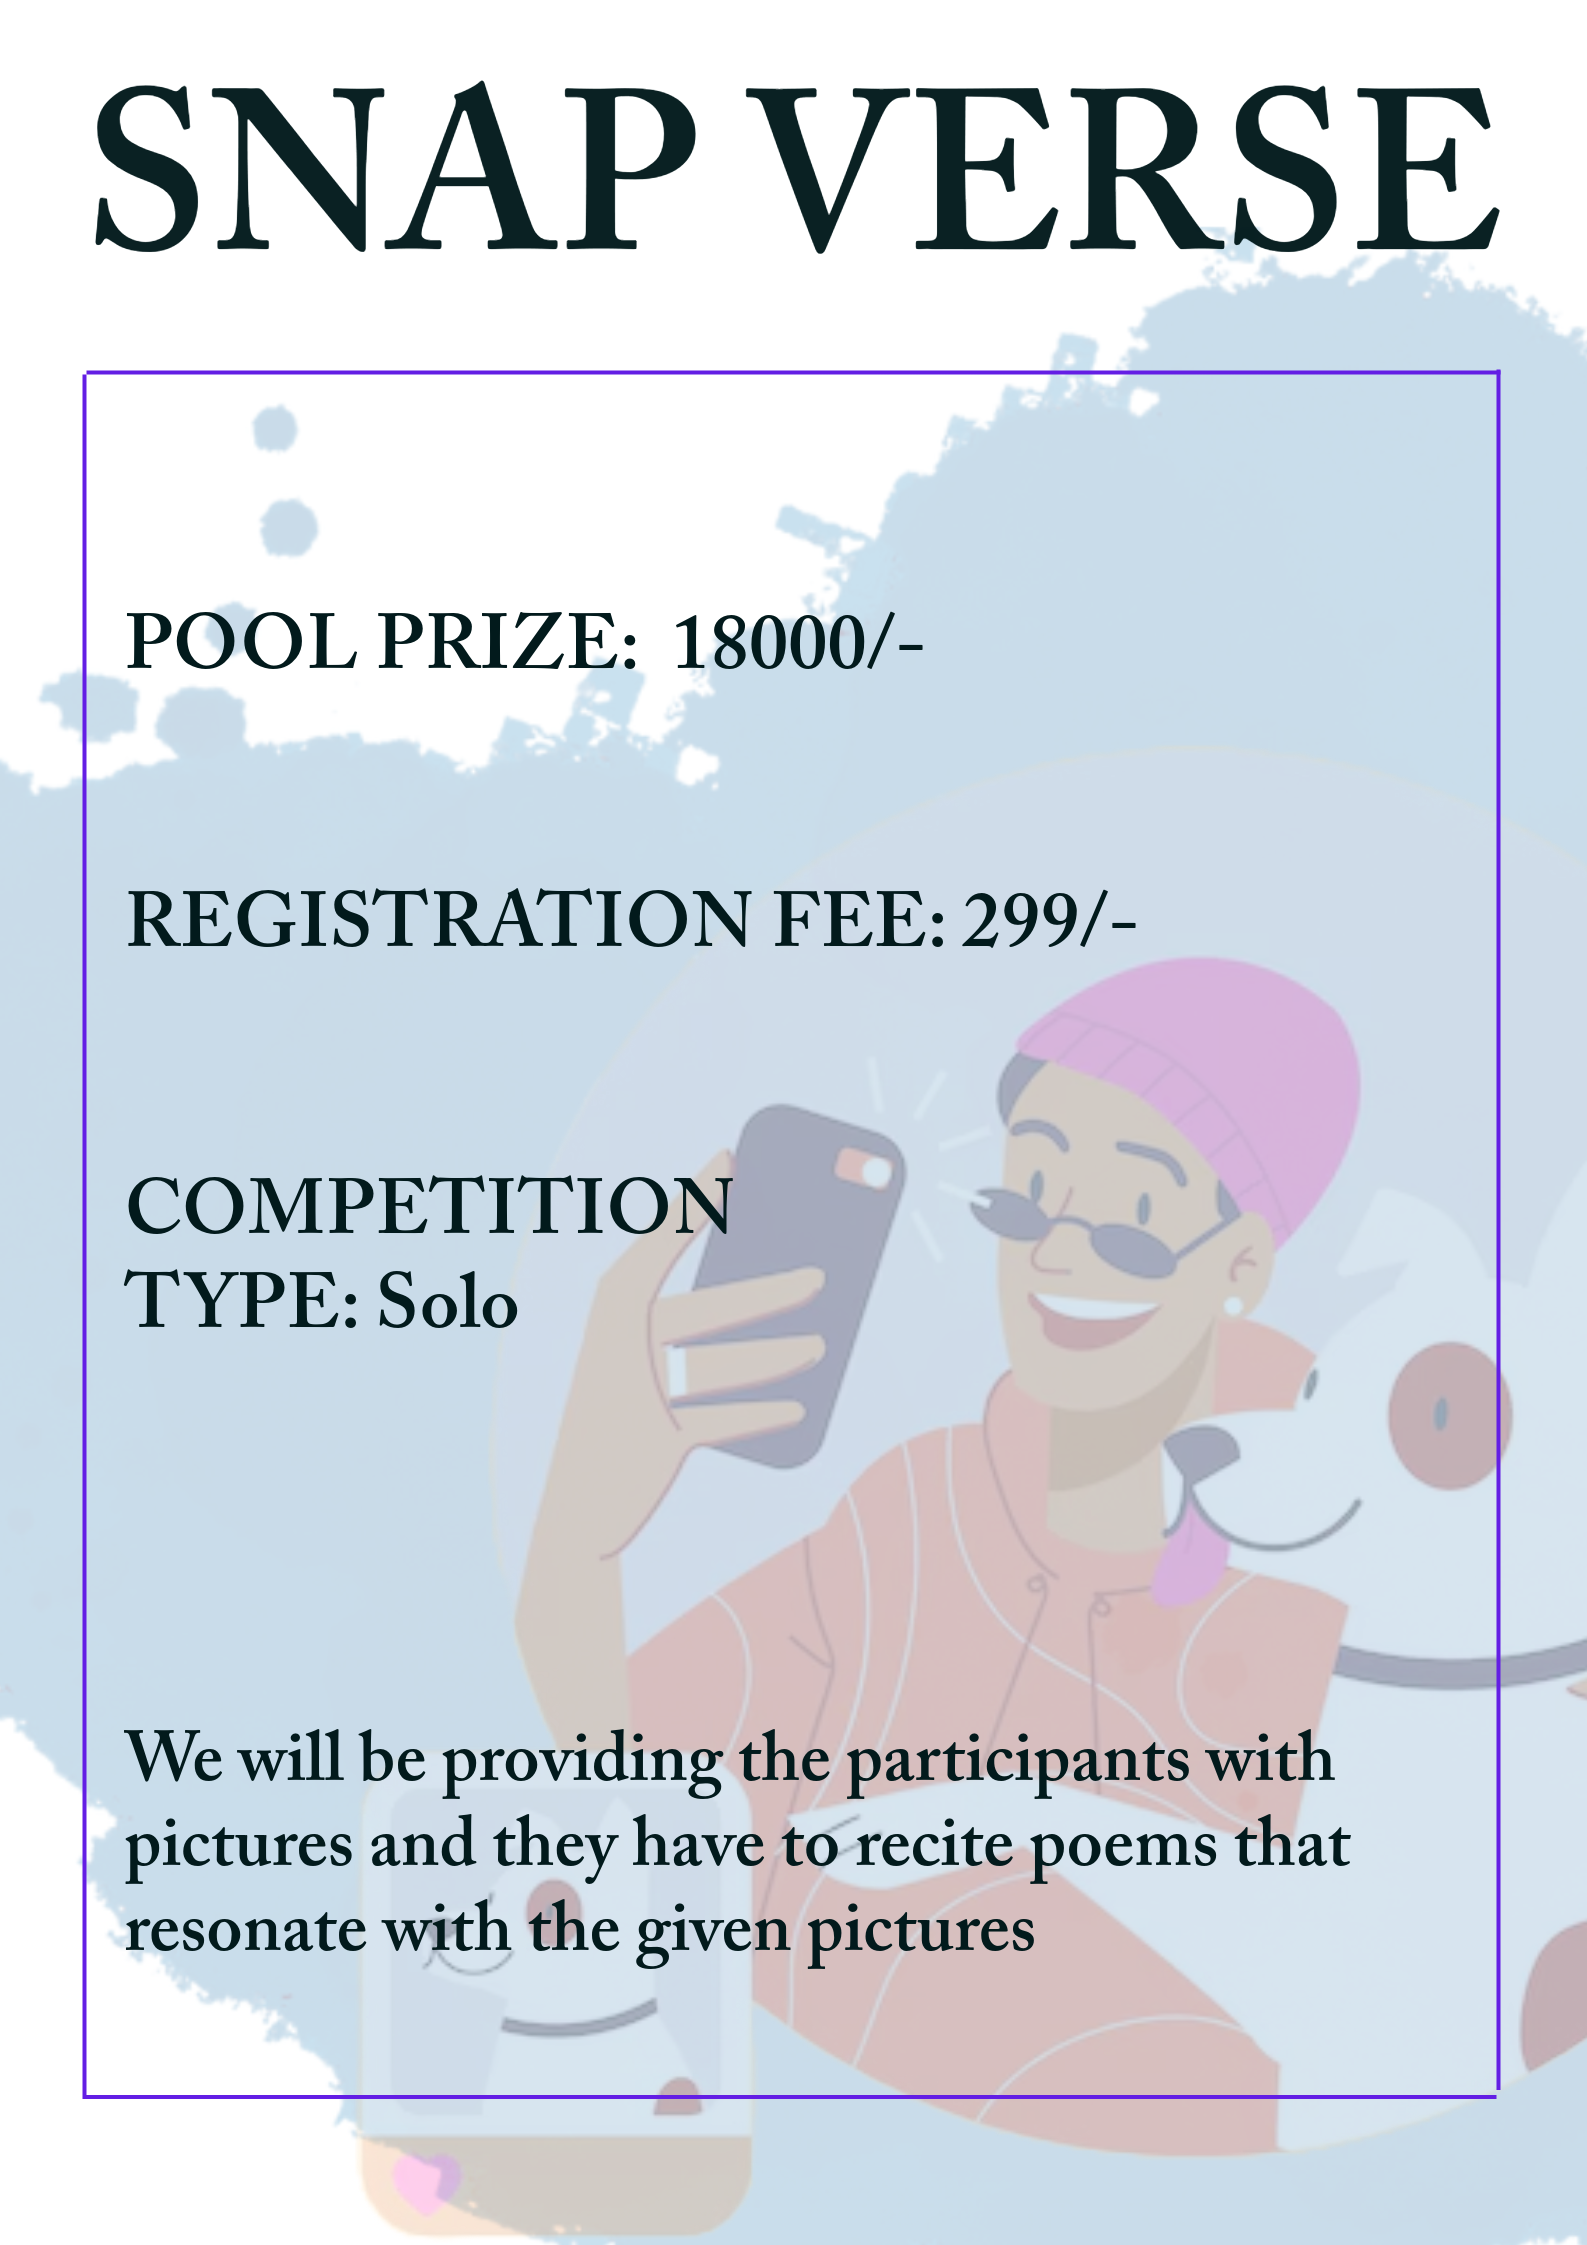 SNAP VERSE
POOL PRIZE: 18000/-
REGISTRATION FEE: 299/-
COMPETITION
TYPE: Solo
We will be providing the participants with
pictures and they have to recite poems that
resonate with the given pictures